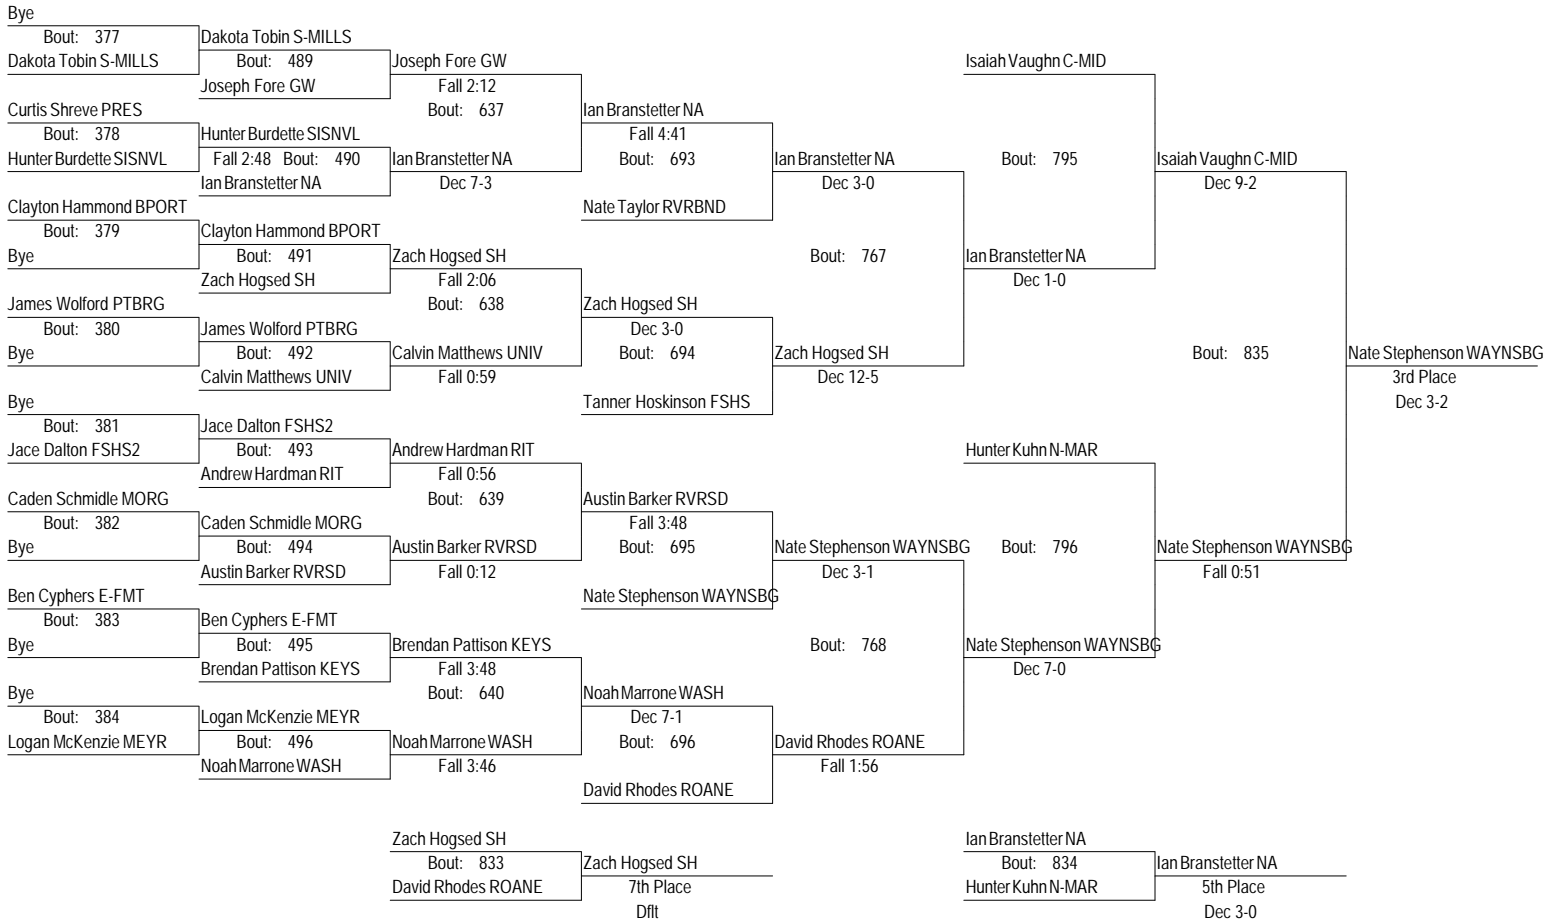 Bye
Bout: 377
Dakota Tobin S-MILLS
Curtis Shreve PRES
Bout: 378
Hunter Burdette SISNVL
Clayton Hammond BPORT
Bout: 379
Bye
James Wolford PTBRG
Bout: 380
Bye
Bye
Bout: 381
Jace Dalton FSHS2
Caden Schmidle MORG
Bout: 382
Bye
Ben Cyphers E-FMT
Bout: 383
Bye
Bye
Bout: 384
Logan McKenzie MEYR
Dakota Tobin S-MILLS
Bout: 489
Joseph Fore GW
Hunter Burdette SISNVL
Fall 2:48 Bout: 490
Ian Branstetter NA
Clayton Hammond BPORT
Bout: 491
Zach Hogsed SH
James Wolford PTBRG
Bout: 492
Calvin Matthews UNIV
Jace Dalton FSHS2
Bout: 493
Andrew Hardman RIT
Caden Schmidle MORG
Bout: 494
Austin Barker RVRSD
Ben Cyphers E-FMT
Bout: 495
Brendan Pattison KEYS
Logan McKenzie MEYR
Bout: 496
Noah Marrone WASH
Joseph Fore GW
Fall 2:12
Bout: 637
Ian Branstetter NA
Dec 7-3
Zach Hogsed SH
Fall 2:06
Bout: 638
Calvin Matthews UNIV
Fall 0:59
Andrew Hardman RIT
Fall 0:56
Bout: 639
Austin Barker RVRSD
Fall 0:12
Brendan Pattison KEYS
Fall 3:48
Bout: 640
Noah Marrone WASH
Fall 3:46
Ian Branstetter NA
Fall 4:41
Bout: 693
Nate Taylor RVRBND
Zach Hogsed SH
Dec 3-0
Bout: 694
Tanner Hoskinson FSHS
Austin Barker RVRSD
Fall 3:48
Bout: 695
Nate Stephenson WAYNSBG
Noah Marrone WASH
Dec 7-1
Bout: 696
David Rhodes ROANE
Ian Branstetter NA
Dec 3-0
Bout: 767
Zach Hogsed SH
Dec 12-5
Nate Stephenson WAYNSBG
Dec 3-1
Bout: 768
David Rhodes ROANE
Fall 1:56
Isaiah Vaughn C-MID
Bout: 795
Ian Branstetter NA
Dec 1-0
Hunter Kuhn N-MAR
Bout: 796
Nate Stephenson WAYNSBG
Dec 7-0
Isaiah Vaughn C-MID
Dec 9-2
Bout: 835
Nate Stephenson WAYNSBG
Fall 0:51
Nate Stephenson WAYNSBG
3rd Place
Dec 3-2
Zach Hogsed SH
Bout: 833
David Rhodes ROANE
Zach Hogsed SH
7th Place
Dflt
Ian Branstetter NA
Bout: 834
Hunter Kuhn N-MAR
Ian Branstetter NA
5th Place
Dec 3-0